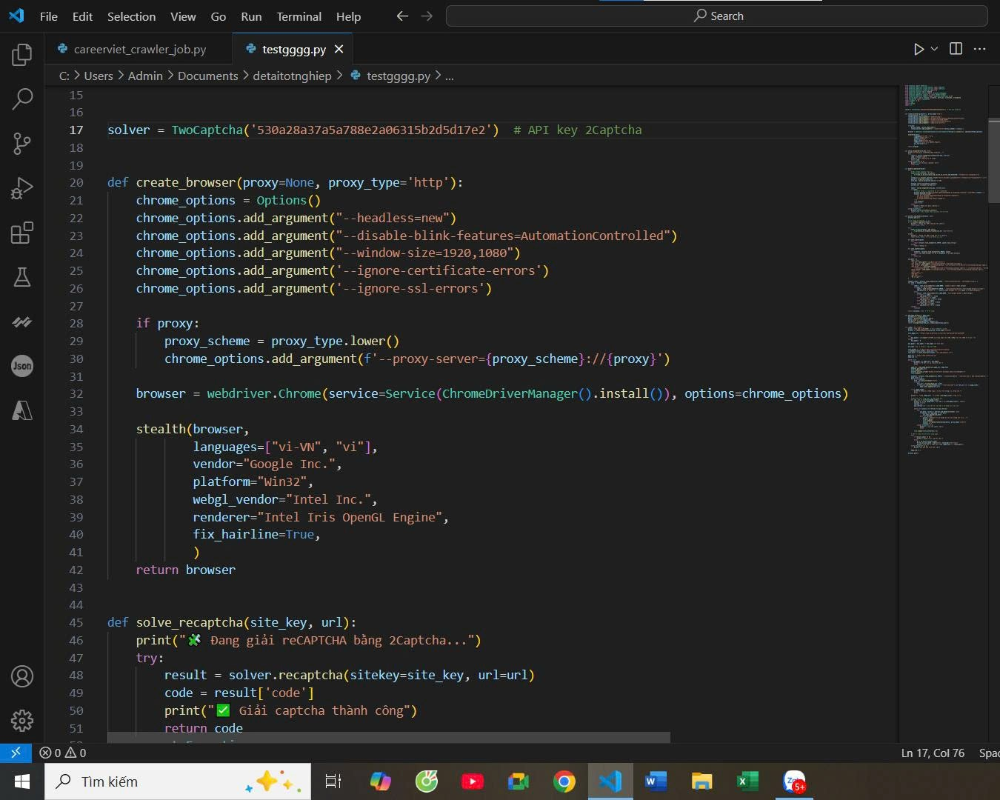 File Edit Selection View Go Run Terminal Help
Search
careerviet_crawler_job.py testgggg.py
C: > Users > Admin > Documents > detaitotnghiep > testgggg.py > ...
15
16
17 solver = TwoCaptcha('530a28a37a5a788e2a06315b2d5d17e2')  # API key 2Captcha
18
19
20 def create_browser(proxy=None, proxy_type='http'):
21     chrome_options = Options()
22     chrome_options.add_argument("--headless=new")
23     chrome_options.add_argument("--disable-blink-features=AutomationControlled")
24     chrome_options.add_argument("--window-size=1920,1080")
25     chrome_options.add_argument('--ignore-certificate-errors')
26     chrome_options.add_argument('--ignore-ssl-errors')
27
28     if proxy:
29         proxy_scheme = proxy_type.lower()
30         chrome_options.add_argument(f'--proxy-server={proxy_scheme}://{proxy}')
31
32     browser = webdriver.Chrome(service=Service(ChromeDriverManager().install()), options=chrome_options)
33
34     stealth(browser,
35             languages=["vi-VN", "vi"],
36             vendor="Google Inc.",
37             platform="Win32",
38             webgl_vendor="Intel Inc.",
39             renderer="Intel Iris OpenGL Engine",
40             fix_hairline=True,
41             )
42     return browser
43
44
45 def solve_recaptcha(site_key, url):
46     print("🧩 Đang giải reCAPTCHA bằng 2Captcha...")
47     try:
48         result = solver.recaptcha(sitekey=site_key, url=url)
49         code = result['code']
50         print("✅ Giải captcha thành công")
51         return code
Json
0 0
Ln 17, Col 76 Spac
Tìm kiếm
5+